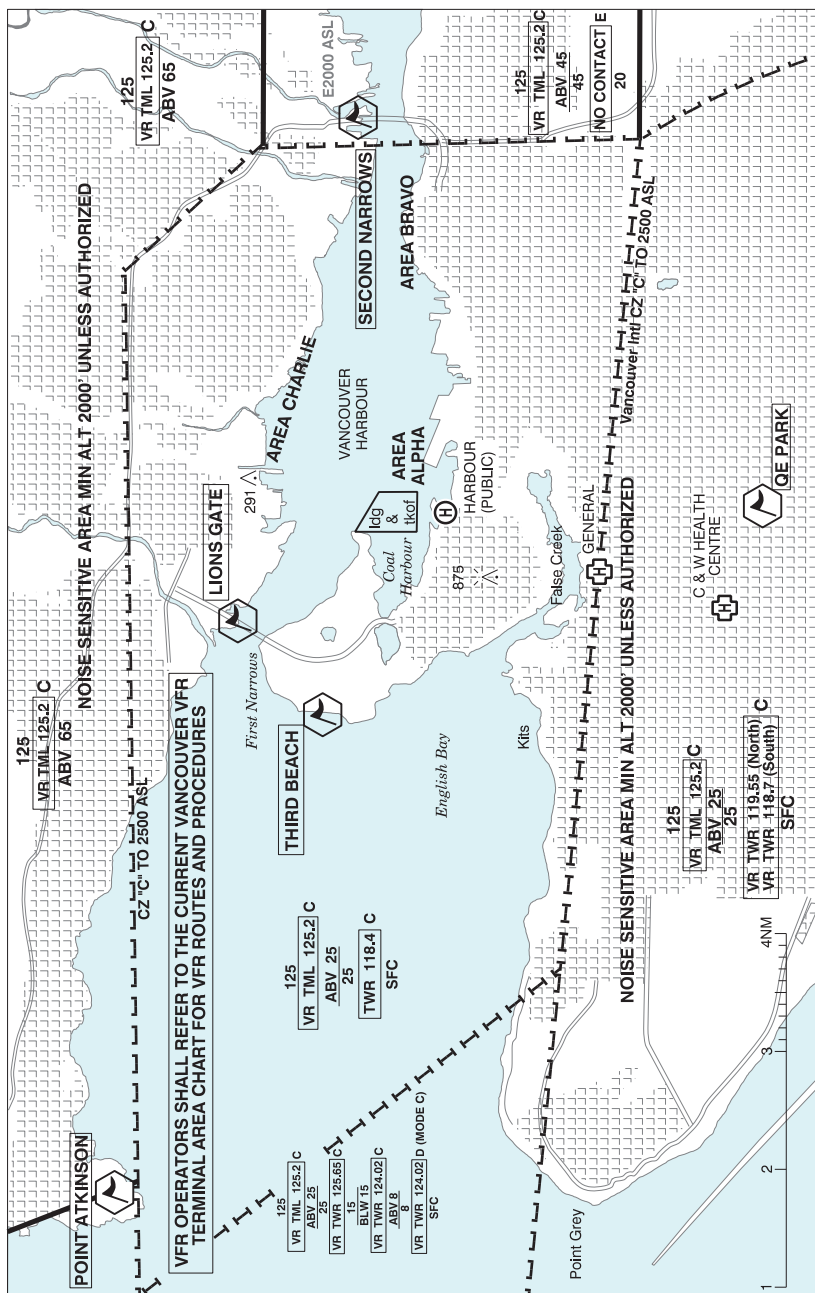 POINT ATKINSON
125
VR TML 125.2 C
ABV 65
CZ "C" TO 2500 ASL
NOISE SENSITIVE AREA MIN ALT 2000' UNLESS AUTHORIZED
125
VR TML 125.2 C
ABV 65
VFR OPERATORS SHALL REFER TO THE CURRENT VANCOUVER VFR
TERMINAL AREA CHART FOR VFR ROUTES AND PROCEDURES
LIONS GATE
First Narrows
291
AREA CHARLIE
E2000 ASL
SECOND NARROWS
THIRD BEACH
VANCOUVER
HARBOUR
AREA BRAVO
ldg
&
tkof
AREA
ALPHA
Coal
Harbour
H
HARBOUR
(PUBLIC)
875
English Bay
125
VR TML 125.2 C
ABV 25
25
TWR 118.4 C
SFC
125
VR TML 125.2 C
ABV 25
25
VR TWR 125.65 C
15
BLW 15
VR TWR 124.02 C
ABV 8
8
VR TWR 124.02 D (MODE C)
SFC
125
VR TML 125.2 C
ABV 45
45
NO CONTACT E
20
Kits
False Creek
H
GENERAL
Vancouver Intl CZ "C" TO 2500 ASL
NOISE SENSITIVE AREA MIN ALT 2000' UNLESS AUTHORIZED
Point Grey
H
C & W HEALTH
CENTRE
QE PARK
125
VR TML 125.2 C
ABV 25
25
VR TWR 119.55 (North) C
VR TWR 118.7 (South)
SFC
1
2
3
4NM